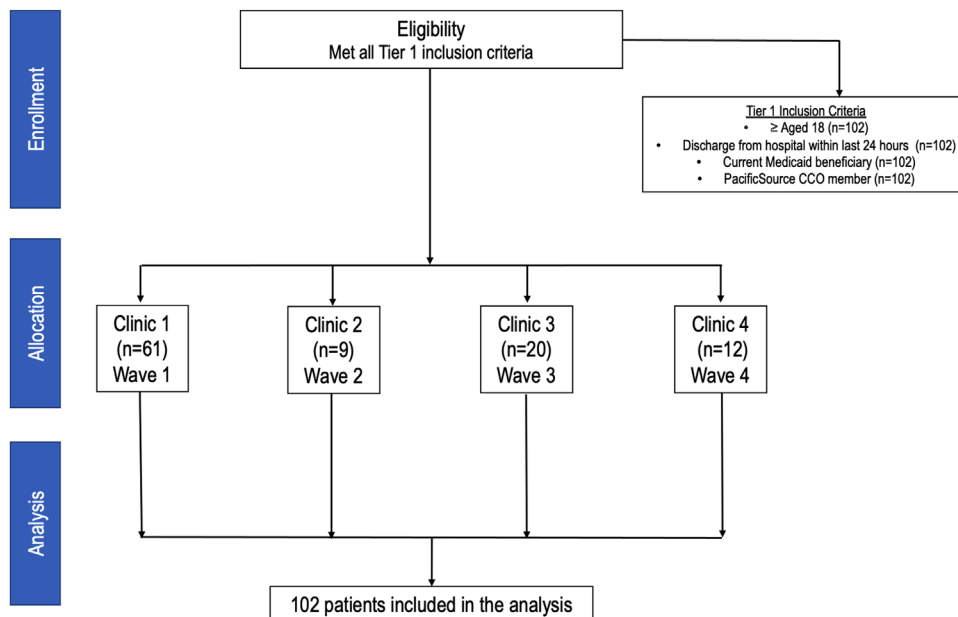 Enrollment
Eligibility
Met all Tier 1 inclusion criteria
Tier 1 Inclusion Criteria
• ≥ Aged 18 (n=102)
• Discharge from hospital within last 24 hours (n=102)
• Current Medicaid beneficiary (n=102)
• PacificSource CCO member (n=102)
Allocation
Clinic 1
(n=61)
Wave 1
Clinic 2
(n=9)
Wave 2
Clinic 3
(n=20)
Wave 3
Clinic 4
(n=12)
Wave 4
Analysis
102 patients included in the analysis